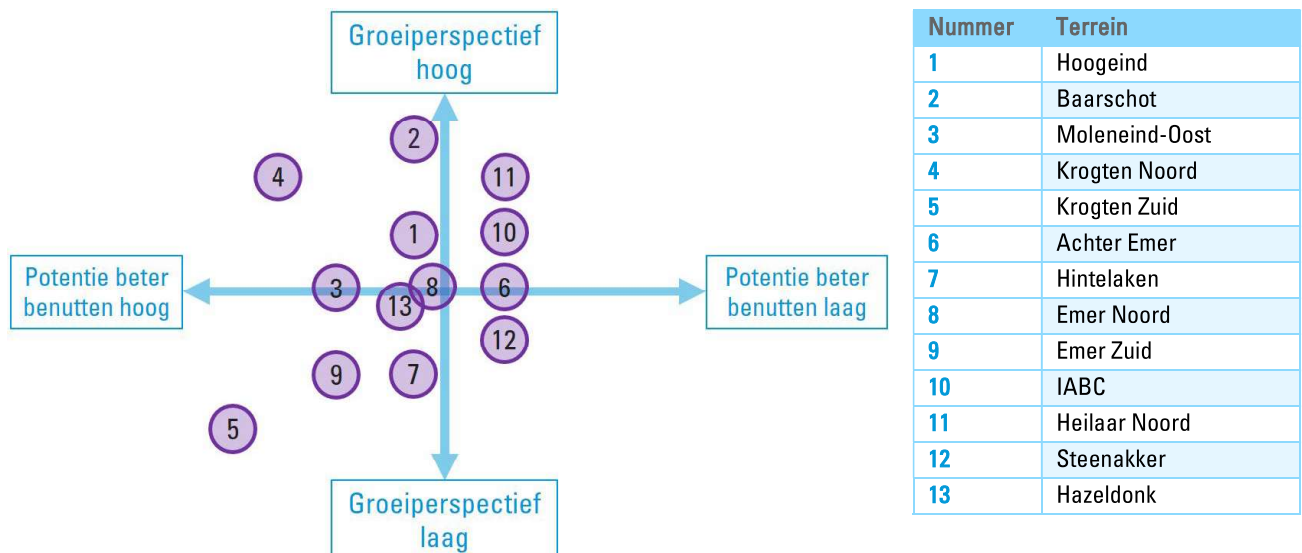 Groeiperspectief
hoog
2
4
11
1
10
Potentie beter
benutten hoog
3
8
6
13
Potentie beter
benutten laag
12
9
7
5
Groeiperspectief
laag
Nummer Terrein
1 Hoogeind
2 Baarschot
3 Moleneind-Oost
4 Krogten Noord
5 Krogten Zuid
6 Achter Emer
7 Hintelaken
8 Emer Noord
9 Emer Zuid
10 IABC
11 Heilaar Noord
12 Steenakker
13 Hazeldonk